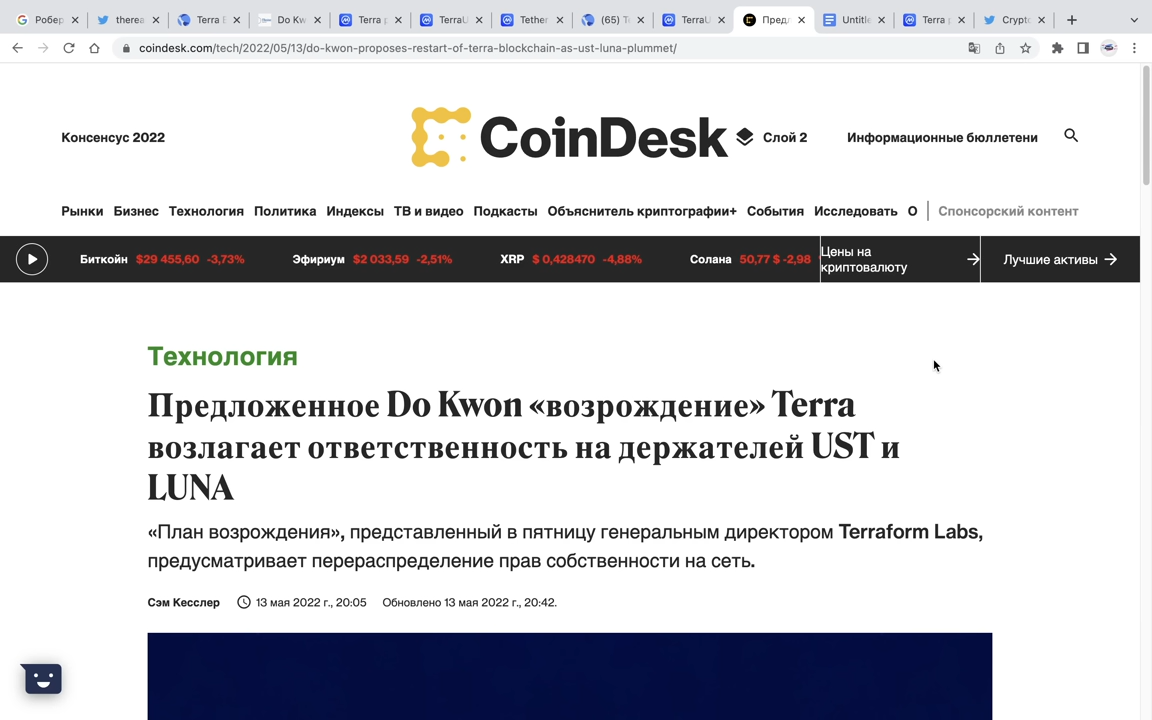 Робер
therea
Terra E
Do Kw
Terra p
TerraU
Tether
(65) Te
TerraU
Пред
Untitle
Terra p
Crypto
coindesk.com/tech/2022/05/13/do-kwon-proposes-restart-of-terra-blockchain-as-ust-luna-plummet/
Консенсус 2022
CoinDesk
Слой 2
Информационные бюллетени
Рынки Бизнес Технология Политика Индексы ТВ и видео Подкасты Объяснитель криптографии+ События Исследовать О Спонсорский контент
Биткойн $29 455,60 -3,73% Эфириум $2 033,59 -2,51% XRP $ 0,428470 -4,88% Солана 50,77 $ -2,98
Цены на
криптовалюту
Лучшие активы
Технология
Предложенное Do Kwon «возрождение» Terra
возлагает ответственность на держателей UST и
LUNA
«План возрождения», представленный в пятницу генеральным директором Terraform Labs,
предусматривает перераспределение прав собственности на сеть.
Сэм Кесслер 13 мая 2022 г., 20:05 Обновлено 13 мая 2022 г., 20:42.